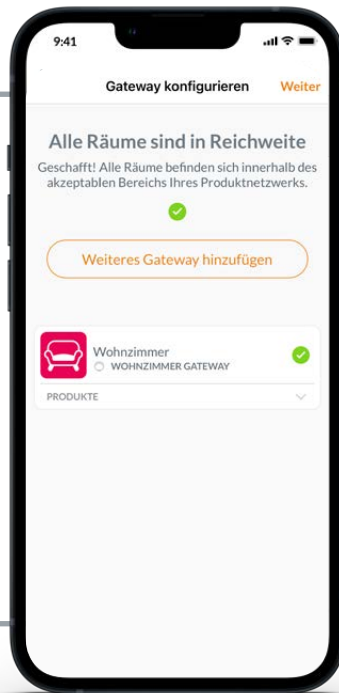 9:41
Gateway konfigurieren
Weiter
Alle Räume sind in Reichweite
Geschafft! Alle Räume befinden sich innerhalb des
akzeptablen Bereichs Ihres Produktnetzwerks.
Weiteres Gateway hinzufügen
Wohnzimmer
WOHNZIMMER GATEWAY
PRODUKTE